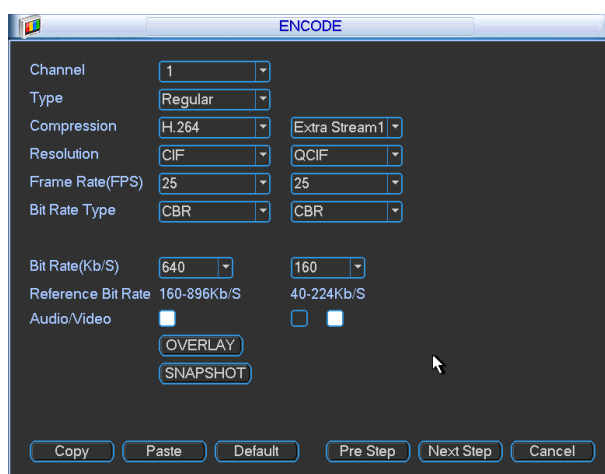 ENCODE
Channel 1
Type Regular
Compression H.264 Extra Stream1
Resolution CIF QCIF
Frame Rate(FPS) 25 25
Bit Rate Type CBR CBR
Bit Rate(Kb/S) 640 160
Reference Bit Rate 160-896Kb/S 40-224Kb/S
Audio/Video
OVERLAY
SNAPSHOT
Copy Paste Default Pre Step Next Step Cancel